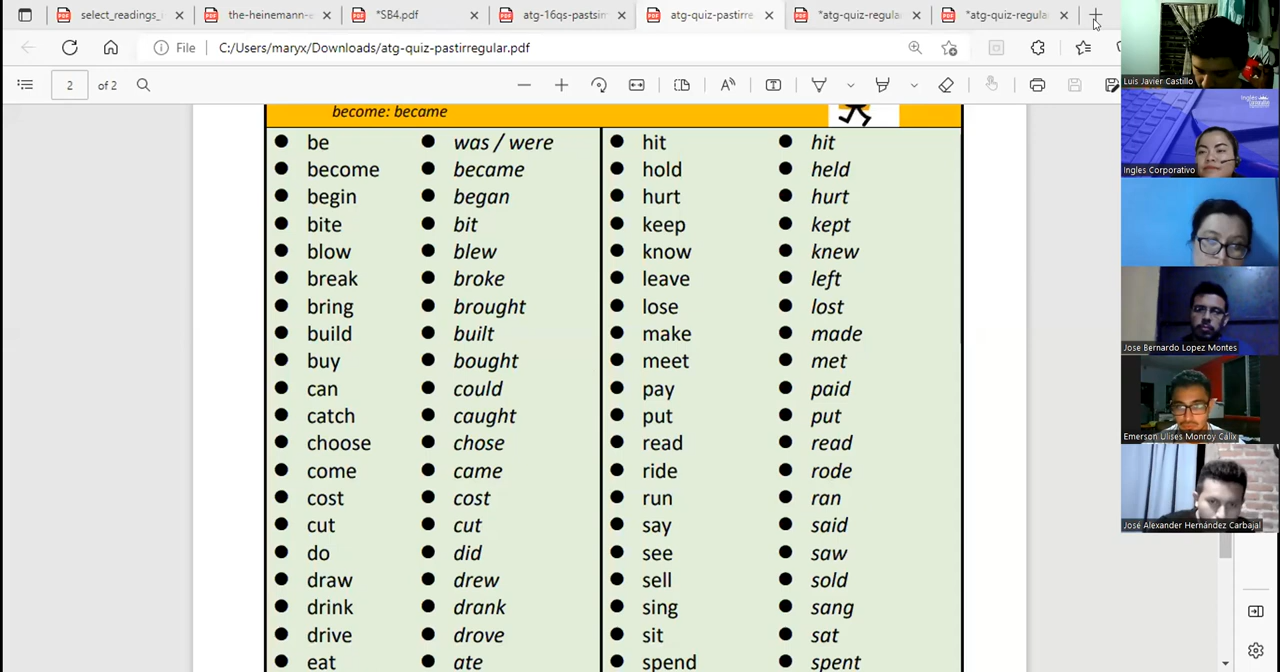 select_readings_i
the-heinemann-e
*SB4.pdf
atg-16qs-pastsim
atg-quiz-pastirre
*atg-quiz-regula
*atg-quiz-regula
File
C:/Users/maryx/Downloads/atg-quiz-pastirregular.pdf
2 of 2
become: became
be was / were hit hit
become became hold held
begin began hurt hurt
bite bit keep kept
blow blew know knew
break broke leave left
bring brought lose lost
build built make made
buy bought meet met
can could pay paid
catch caught put put
choose chose read read
come came ride rode
cost cost run ran
cut cut say said
do did see saw
draw drew sell sold
drink drank sing sang
drive drove sit sat
eat ate spend spent
Luis Javier Castillo
Ingles Corporativo
Jose Bernardo Lopez Montes
Emerson Ulises Monroy Cálix
José Alexander Hernández Carbajal